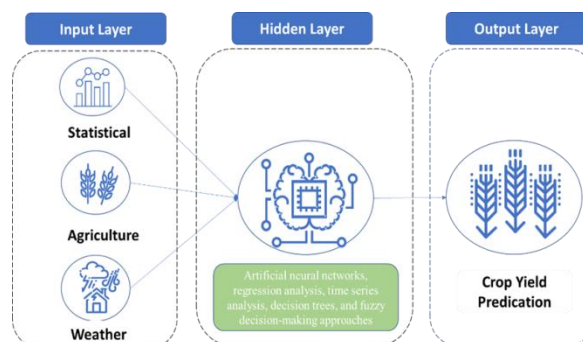 Input Layer
Hidden Layer
Output Layer
Statistical
Agriculture
Weather
Artificial neural networks,
regression analysis, time series
analysis, decision trees, and fuzzy
decision-making approaches
Crop Yield
Predication